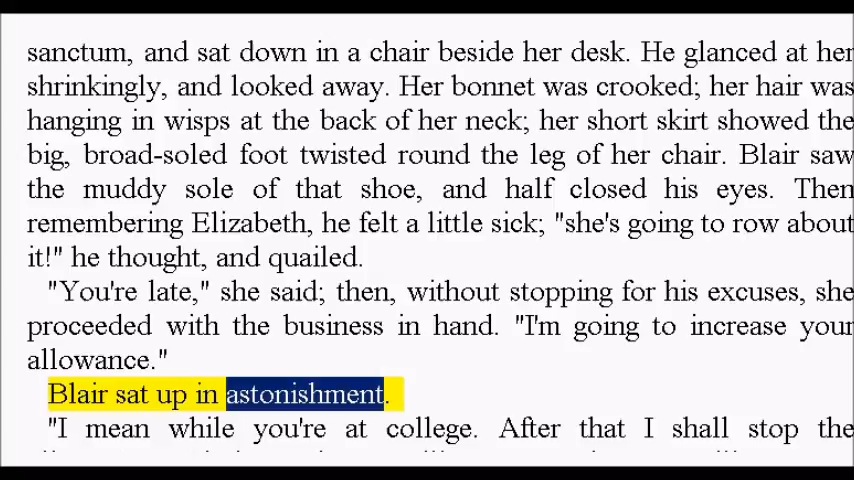 sanctum, and sat down in a chair beside her desk. He glanced at her
shrinkingly, and looked away. Her bonnet was crooked; her hair was
hanging in wisps at the back of her neck; her short skirt showed the
big, broad-soled foot twisted round the leg of her chair. Blair saw
the muddy sole of that shoe, and half closed his eyes. Then
remembering Elizabeth, he felt a little sick; "she's going to row about
it!" he thought, and quailed.
"You're late," she said; then, without stopping for his excuses, she
proceeded with the business in hand. "I'm going to increase your
allowance."
Blair sat up in astonishment.
"I mean while you're at college. After that I shall stop the